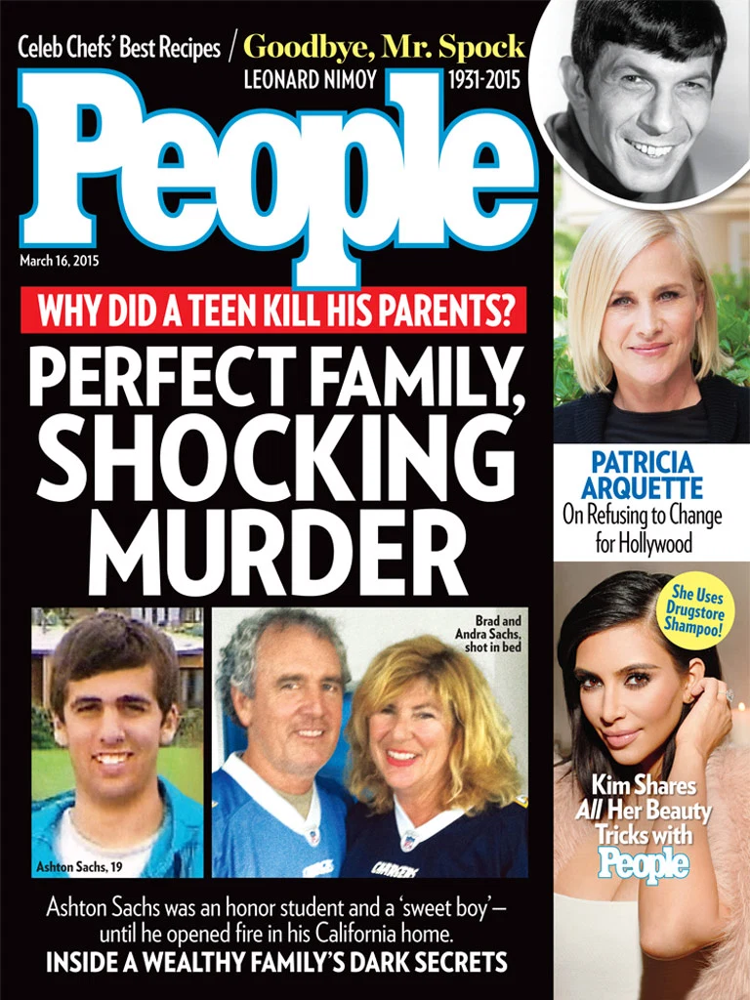 Celeb Chefs' Best Recipes / Goodbye, Mr. Spock
LEONARD NIMOY 1931-2015
People
March 16, 2015
WHY DID A TEEN KILL HIS PARENTS?
PERFECT FAMILY,
SHOCKING
MURDER
Brad and
Andra Sachs,
shot in bed
CHARGERS
CHARGERS
Ashton Sachs, 19
Ashton Sachs was an honor student and a ‘sweet boy’—
until he opened fire in his California home.
INSIDE A WEALTHY FAMILY'S DARK SECRETS
PATRICIA
ARQUETTE
On Refusing to Change
for Hollywood
She Uses
Drugstore
Shampoo!
Kim Shares
All Her Beauty
Tricks with
People